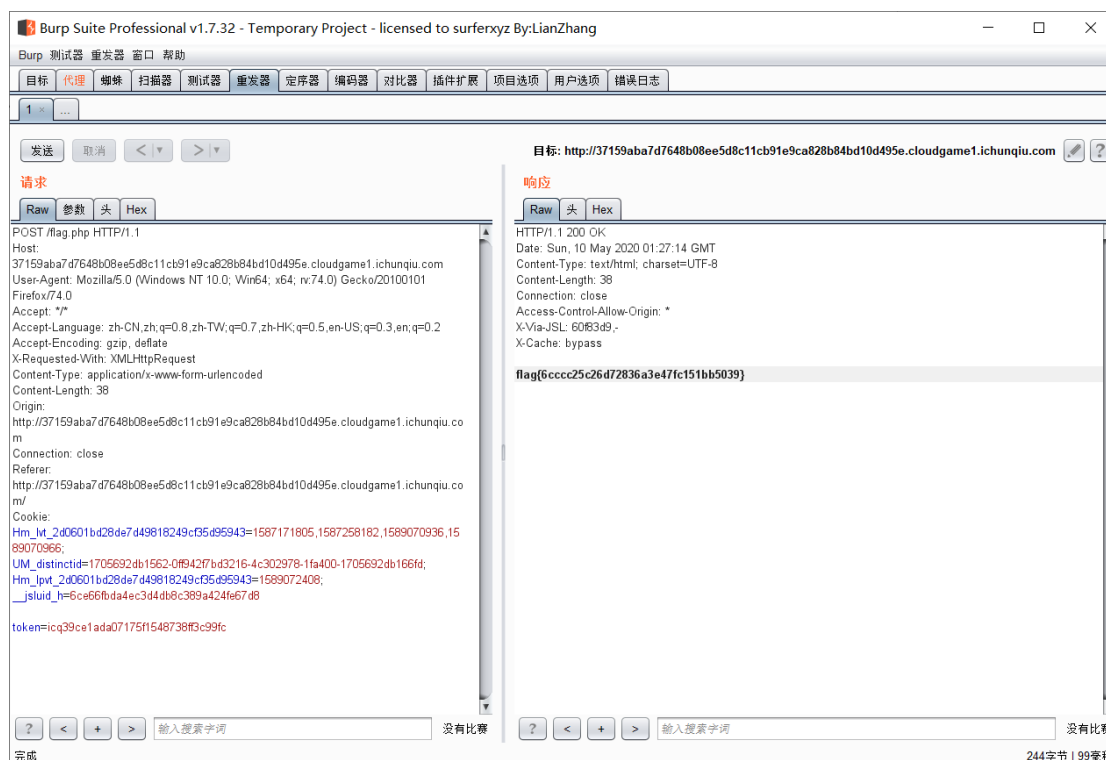 Burp Suite Professional v1.7.32 - Temporary Project - licensed to surferxyz By:LianZhang
Burp 测试器 重发器 窗口 帮助
目标 代理 蜘蛛 扫描器 测试器 重发器 定序器 编码器 对比器 插件扩展 项目选项 用户选项 错误日志
1 × ...
发送 取消 < ▼ > ▼ 目标: http://37159aba7d7648b08ee5d8c11cb91e9ca828b84bd10d495e.cloudgame1.ichunqiu.com ?
请求
Raw 参数 头 Hex
POST /flag.php HTTP/1.1
Host:
37159aba7d7648b08ee5d8c11cb91e9ca828b84bd10d495e.cloudgame1.ichunqiu.com
User-Agent: Mozilla/5.0 (Windows NT 10.0; Win64; x64; rv:74.0) Gecko/20100101
Firefox/74.0
Accept: */*
Accept-Language: zh-CN,zh;q=0.8,zh-TW;q=0.7,zh-HK;q=0.5,en-US;q=0.3,en;q=0.2
Accept-Encoding: gzip, deflate
X-Requested-With: XMLHttpRequest
Content-Type: application/x-www-form-urlencoded
Content-Length: 38
Origin:
http://37159aba7d7648b08ee5d8c11cb91e9ca828b84bd10d495e.cloudgame1.ichunqiu.co
m
Connection: close
Referer:
http://37159aba7d7648b08ee5d8c11cb91e9ca828b84bd10d495e.cloudgame1.ichunqiu.co
m/
Cookie:
Hm_lvt_2d0601bd28de7d49818249cf35d95943=1587171805,1587258182,1589070936,15
89070966;
UM_distinctid=1705692db1562-0ff942f7bd3216-4c302978-1fa400-1705692db166fd;
Hm_lpvt_2d0601bd28de7d49818249cf35d95943=1589072408;
__jsluid_h=6ce66fbda4ec3d4db8c389a424fe67d8
token=icq39ce1ada07175f1548738ff3c99fc
? < + > 输入搜索字词 没有比赛
完成
响应
Raw 头 Hex
HTTP/1.1 200 OK
Date: Sun, 10 May 2020 01:27:14 GMT
Content-Type: text/html; charset=UTF-8
Content-Length: 38
Connection: close
Access-Control-Allow-Origin: *
X-Via-JSL: 60f83d9,-
X-Cache: bypass
flag{6cccc25c26d72836a3e47fc151bb5039}
? < + > 输入搜索字词 没有比赛
244字节 | 99毫秒